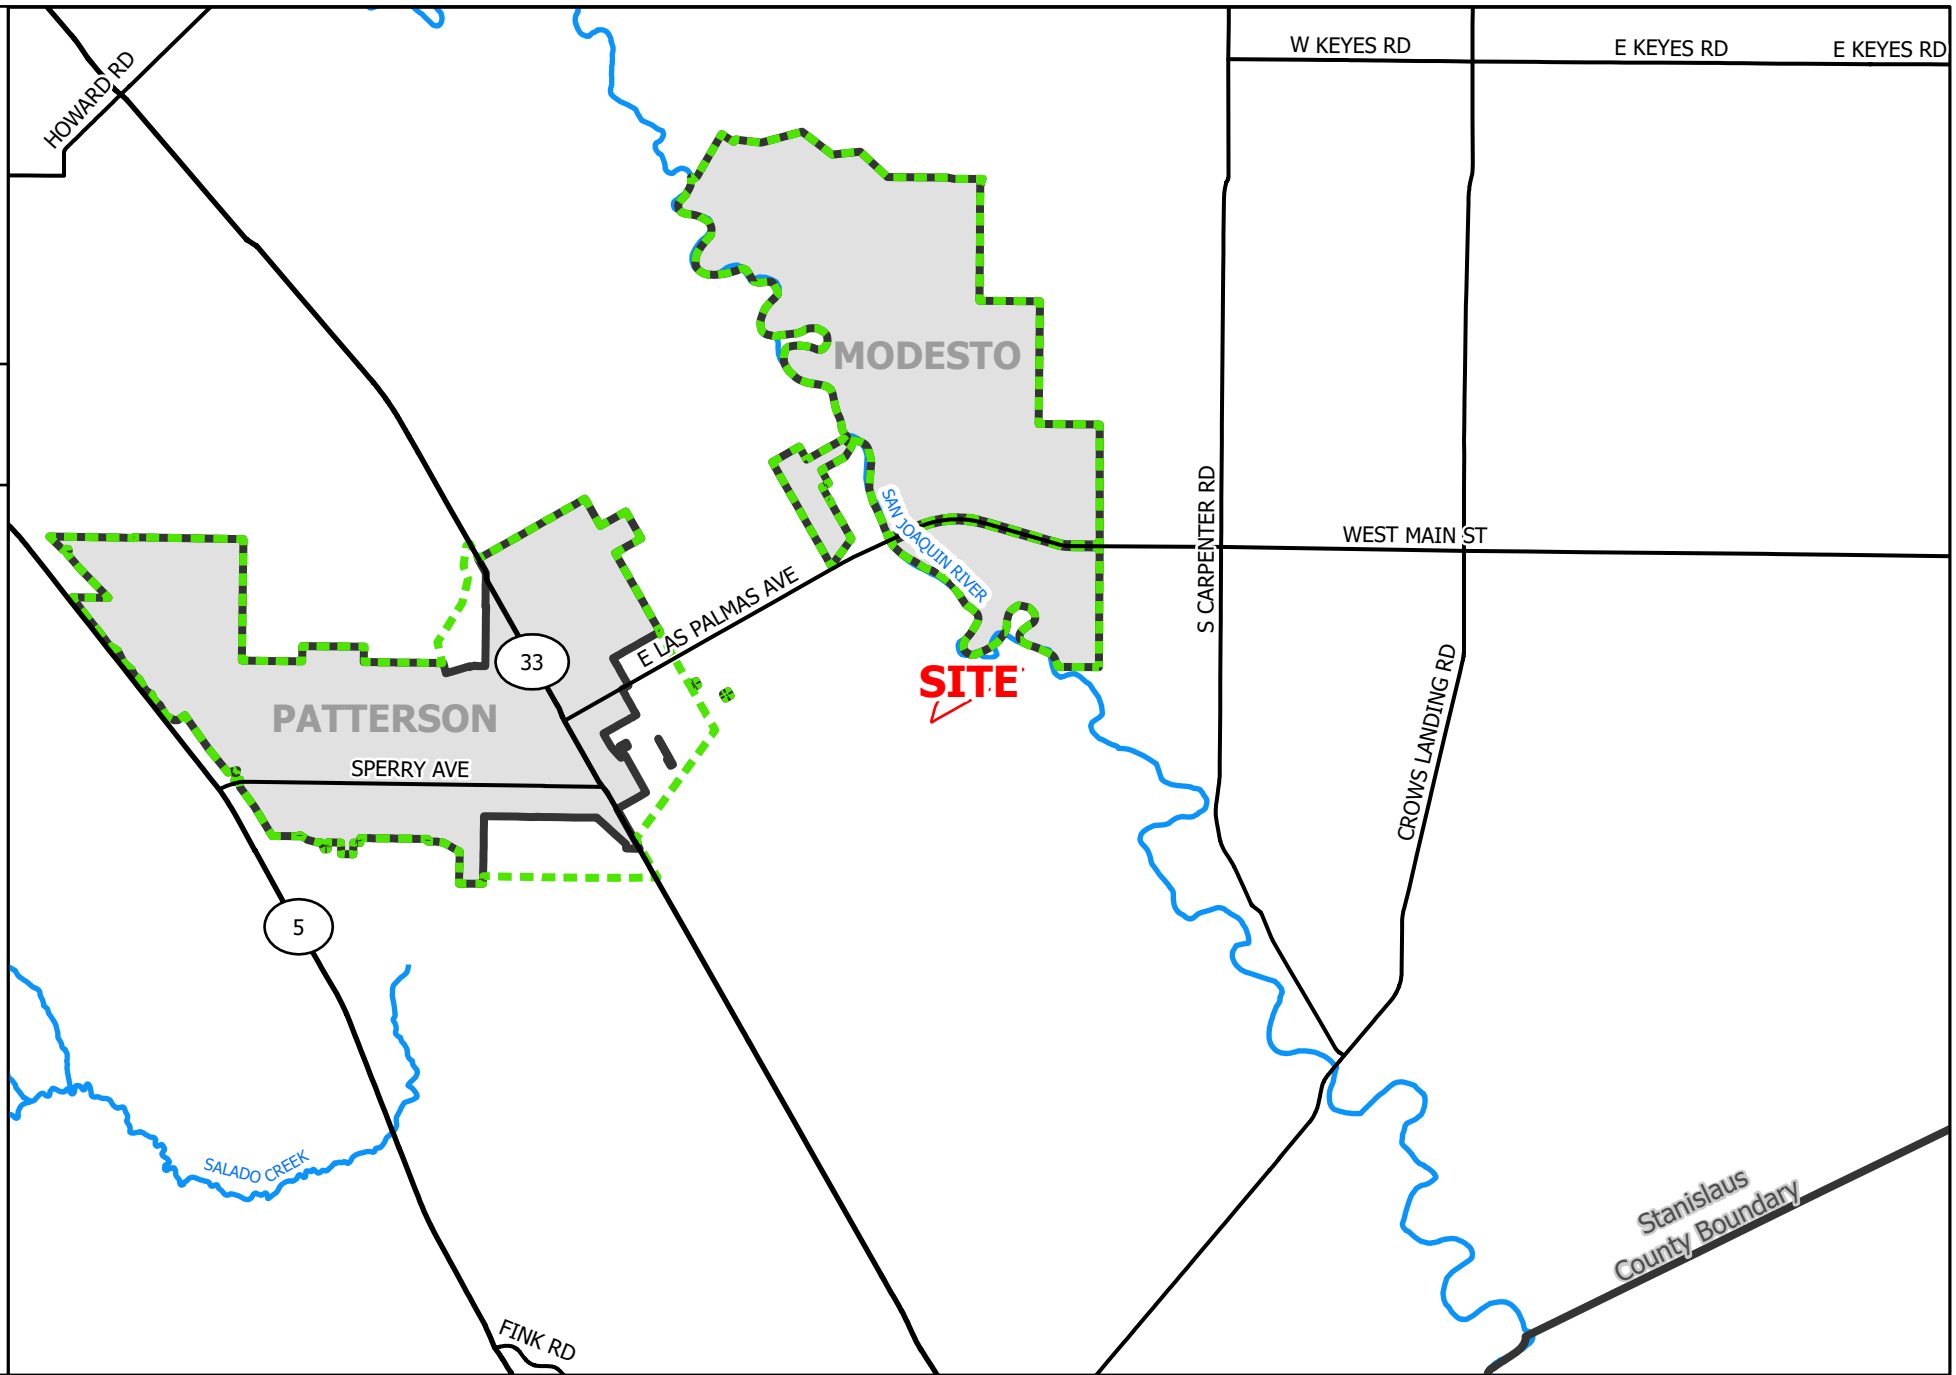 W KEYES RD
E KEYES RD
E KEYES RD
HOWARD RD
MODESTO
S CARPENTER RD
SAN JOAQUIN RIVER
WEST MAIN ST
E LAS PALMAS AVE
33
SITE
CROWS LANDING RD
PATTERSON
SPERRY AVE
5
SALADO CREEK
Stanislaus
County Boundary
FINK RD